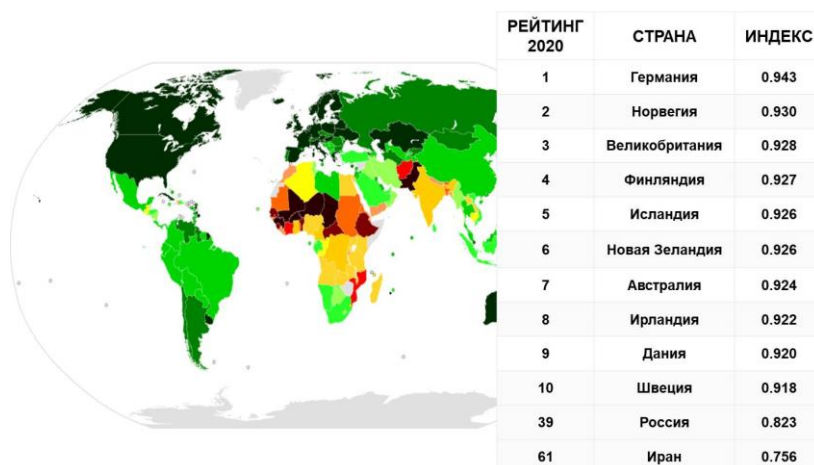 РЕЙТИНГ 2020 СТРАНА ИНДЕКС
1 Германия 0.943
2 Норвегия 0.930
3 Великобритания 0.928
4 Финляндия 0.927
5 Исландия 0.926
6 Новая Зеландия 0.926
7 Австралия 0.924
8 Ирландия 0.922
9 Дания 0.920
10 Швеция 0.918
39 Россия 0.823
61 Иран 0.756